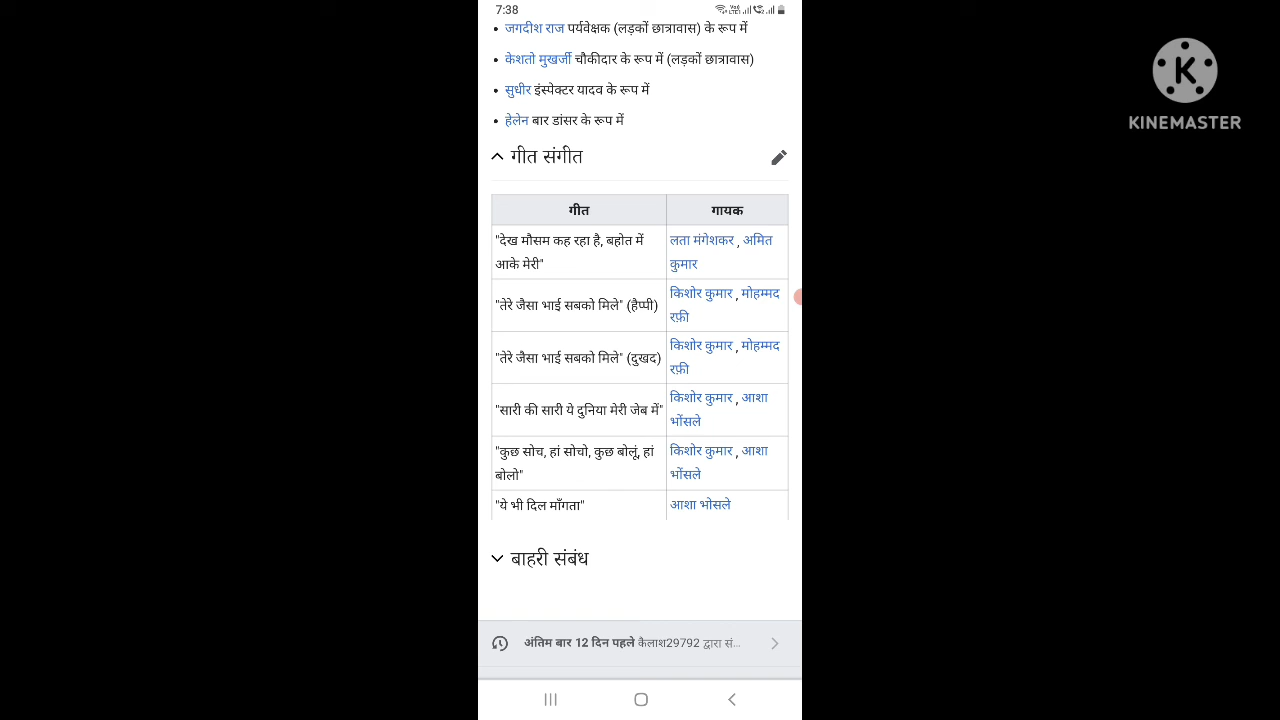 7:38
• जगदीश राज पर्यवेक्षक (लड़कों छात्रावास) के रूप में
• केशतो मुखर्जी चौकीदार के रूप में (लड़कों छात्रावास)
• सुधीर इंस्पेक्टर यादव के रूप में
• हेलेन बार डांसर के रूप में
KINEMASTER
गीत संगीत
गीत गायक
"देख मौसम कह रहा है, बहोत में लता मंगेशकर , अमित
आके मेरी" कुमार
"तेरे जैसा भाई सबको मिले" (हैप्पी) किशोर कुमार , मोहम्मद
रफ़ी
"तेरे जैसा भाई सबको मिले" (दुखद) किशोर कुमार , मोहम्मद
रफ़ी
"सारी की सारी ये दुनिया मेरी जेब में" किशोर कुमार , आशा
भोंसले
"कुछ सोच, हां सोचो, कुछ बोलूं, हां किशोर कुमार , आशा
बोलो" भोंसले
"ये भी दिल माँगता" आशा भोसले
बाहरी संबंध
अंतिम बार 12 दिन पहले कैलाश29792 द्वारा सं...